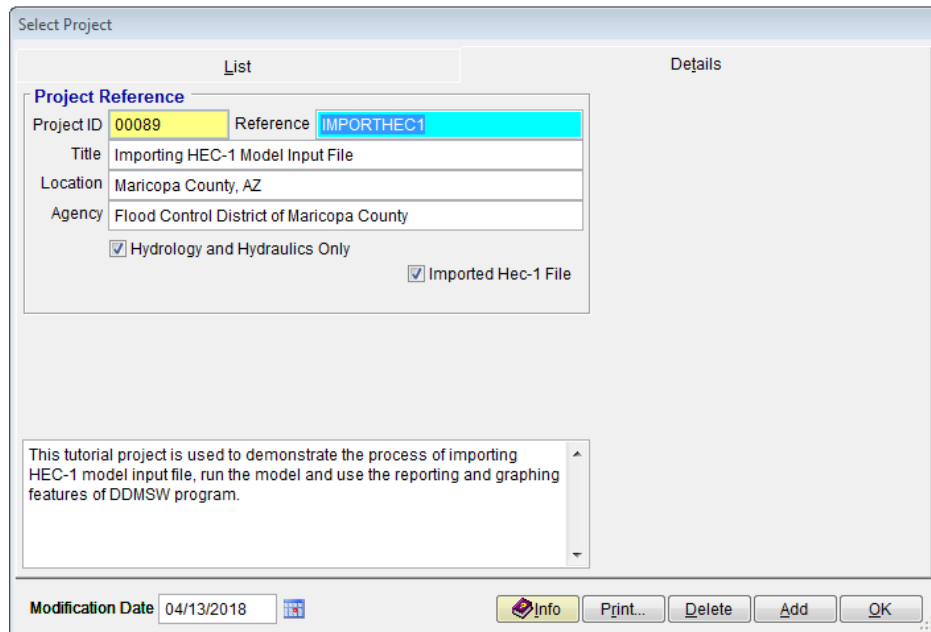 Select Project
List
Details
Project Reference
Project ID 00089 Reference IMPORTHEC1
Title Importing HEC-1 Model Input File
Location Maricopa County, AZ
Agency Flood Control District of Maricopa County
Hydrology and Hydraulics Only
Imported Hec-1 File
This tutorial project is used to demonstrate the process of importing
HEC-1 model input file, run the model and use the reporting and graphing
features of DDMSW program.
Modification Date 04/13/2018 Info Print... Delete Add OK